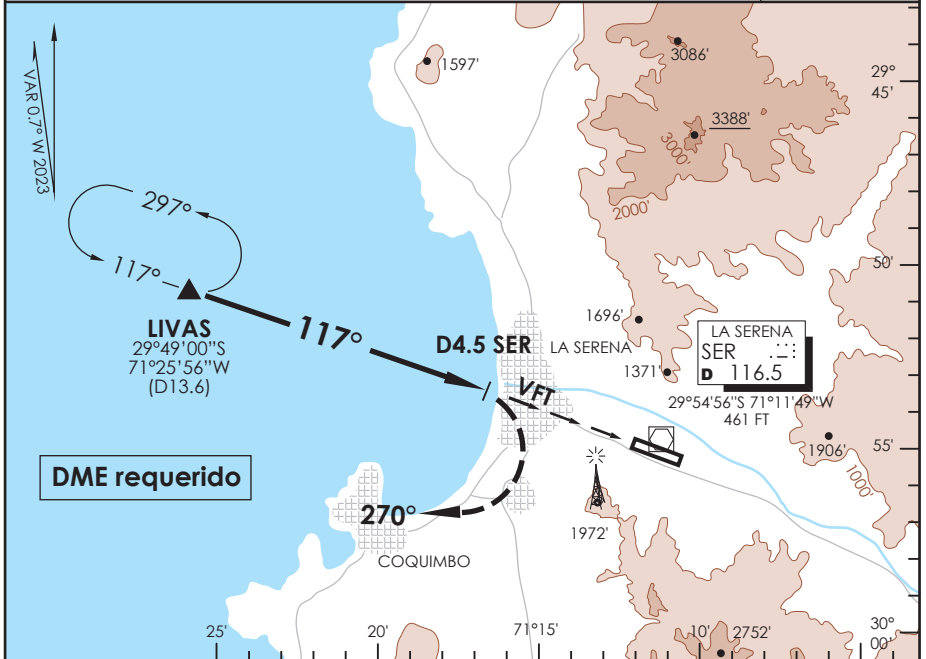 VAR 0.7° W 2023
1597'
3086'
3388'
3000'
2000'
29°
45'
297°
117°
50'
LIVAS
29°49'00"S
71°25'56"W
(D13.6)
117°
D4.5 SER
1696'
LA SERENA
1371'
LA SERENA
SER
D 116.5
29°54'56"S 71°11'49"W
461 FT
VFT
1906'
55'
1000'
DME requerido
270°
1972'
COQUIMBO
25'
20'
71°15'
10'
2752'
30°
00'